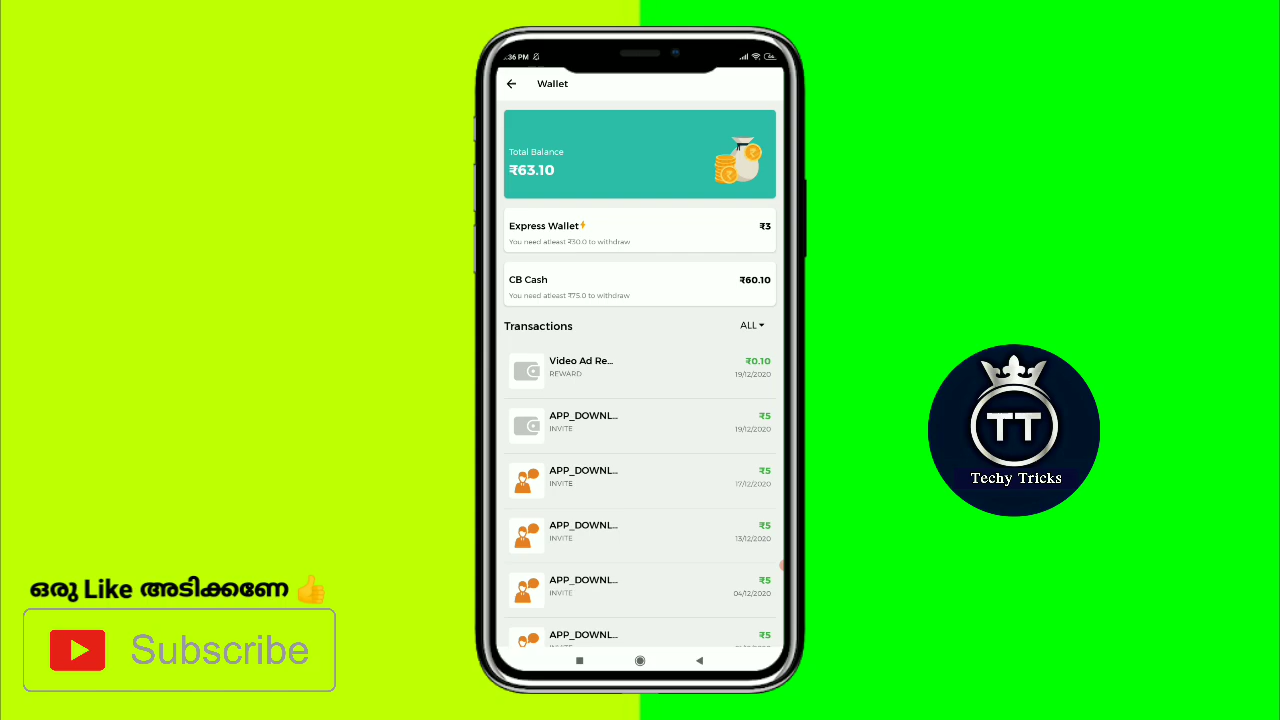 :36 PM
Wallet
Total Balance
₹63.10
Express Wallet
₹3
You need atleast ₹30.0 to withdraw
CB Cash
₹60.10
You need atleast ₹75.0 to withdraw
Transactions
ALL
Video Ad Re...
₹0.10
REWARD
19/12/2020
APP_DOWNL...
₹5
INVITE
19/12/2020
APP_DOWNL...
₹5
INVITE
17/12/2020
APP_DOWNL...
₹5
INVITE
13/12/2020
APP_DOWNL...
₹5
INVITE
04/12/2020
APP_DOWNL...
₹5
INVITE
TT
Techy Tricks
ഒരു Like അടിക്കണേ 👍
Subscribe